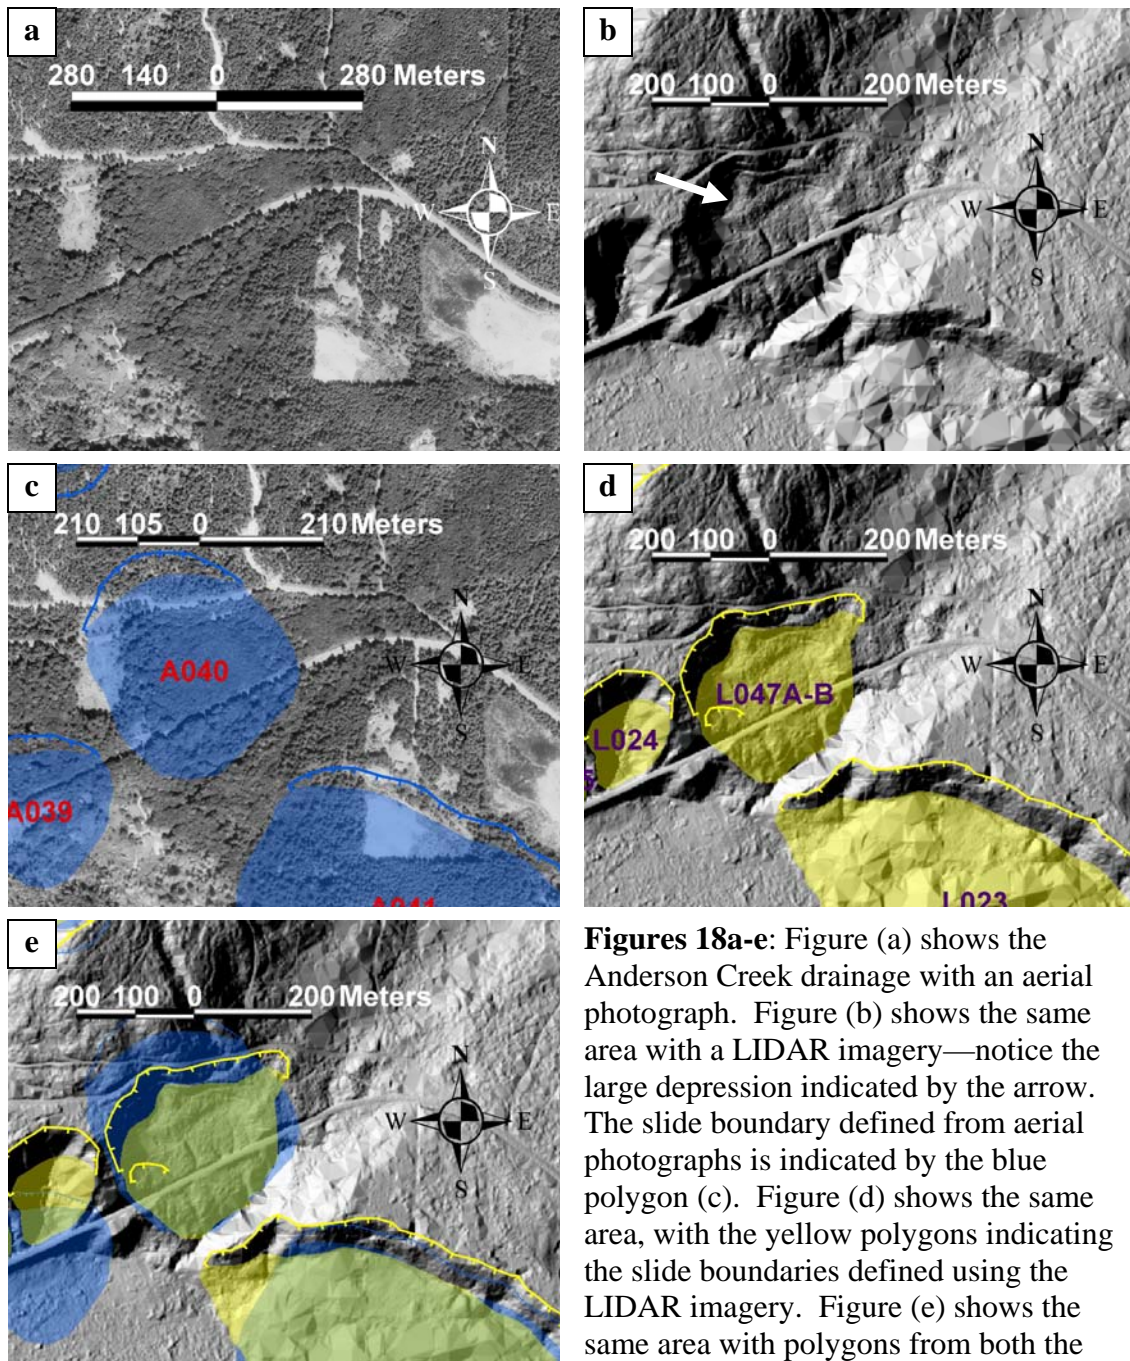 a
280 140 0 280 Meters
N
W E
S
b
200 100 0 200 Meters
N
W E
S
c
210 105 0 210 Meters
N
W E
S
A040
A039
A041
d
200 100 0 200 Meters
N
W E
S
L047A-B
L024
5
L023
e
200 100 0 200 Meters
N
W E
S
Figures 18a-e: Figure (a) shows the
Anderson Creek drainage with an aerial
photograph. Figure (b) shows the same
area with a LIDAR imagery—notice the
large depression indicated by the arrow.
The slide boundary defined from aerial
photographs is indicated by the blue
polygon (c). Figure (d) shows the same
area, with the yellow polygons indicating
the slide boundaries defined using the
LIDAR imagery. Figure (e) shows the
same area with polygons from both the